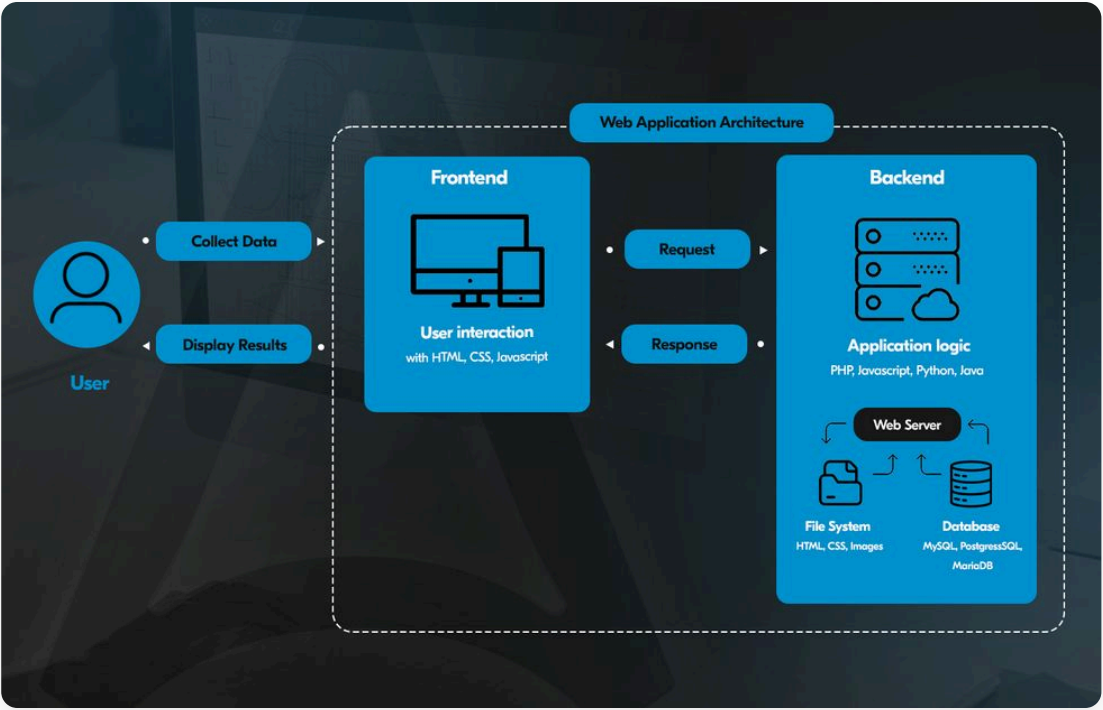 Web Application Architecture
Frontend
Backend
Collect Data
Request
User interaction
with HTML, CSS, Javascript
Display Results
Response
Application logic
PHP, Javascript, Python, Java
User
Web Server
File System
HTML, CSS, Images
Database
MySQL, PostgressSQL,
MariaDB